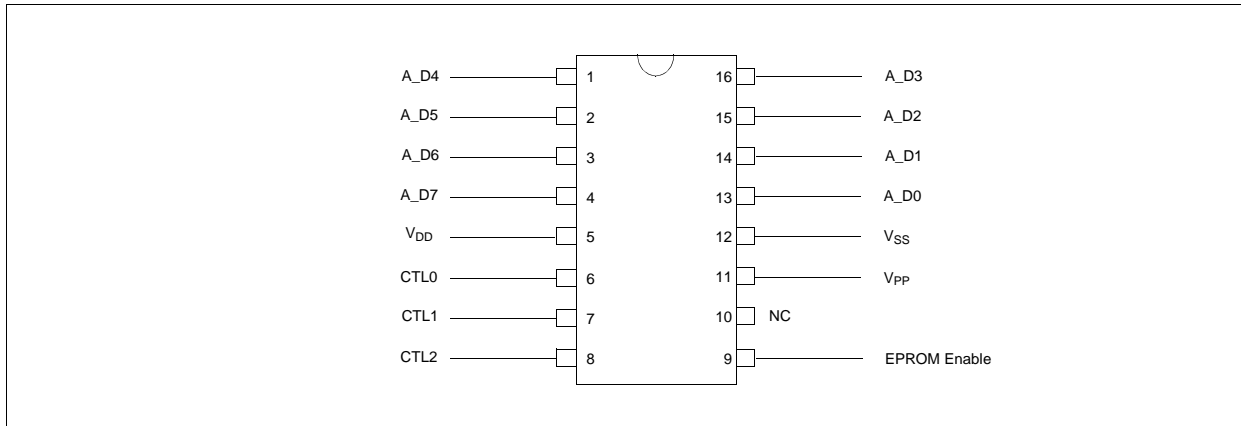 A_D4 1 16 A_D3
A_D5 2 15 A_D2
A_D6 3 14 A_D1
A_D7 4 13 A_D0
VDD 5 12 VSS
CTL0 6 11 VPP
CTL1 7 10 NC
CTL2 8 9 EPROM Enable